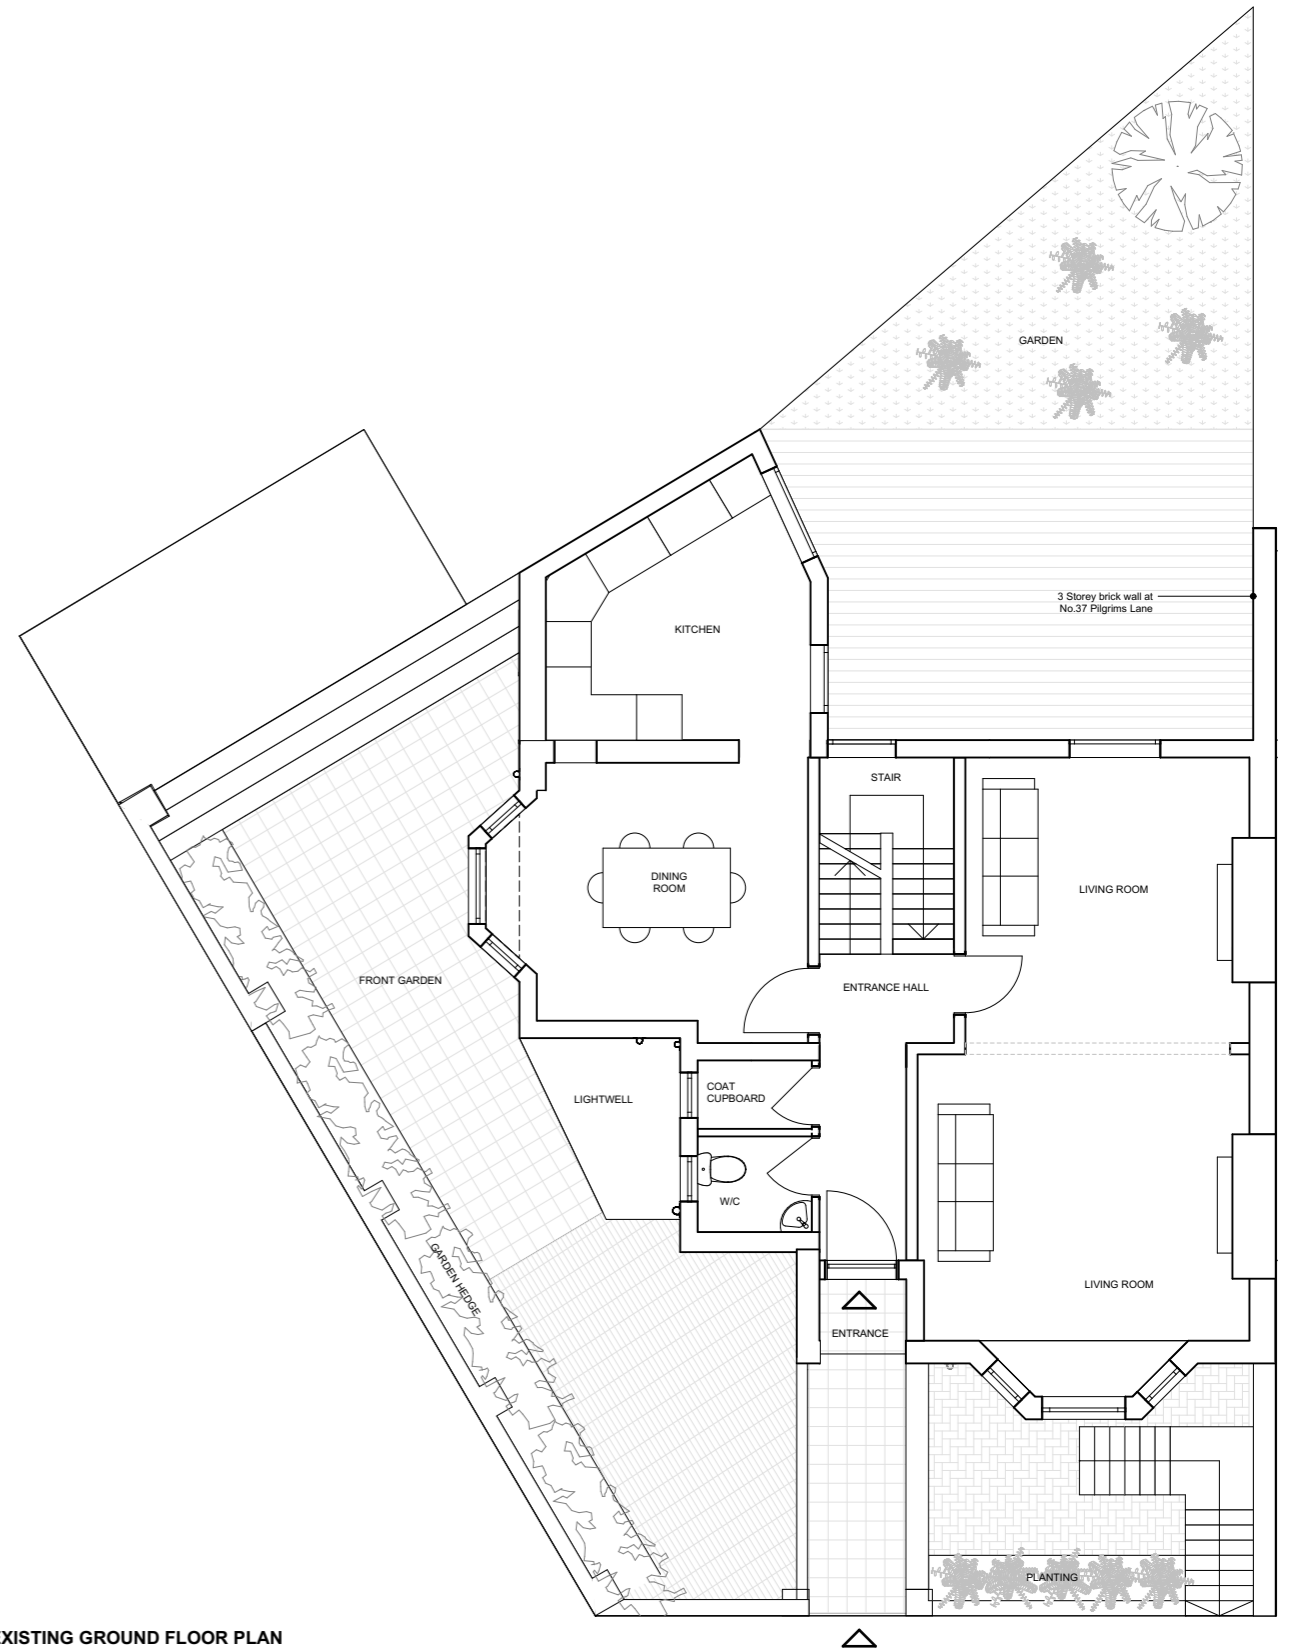 GARDEN
3 Storey brick wall at
No.37 Pilgrims Lane
KITCHEN
STAIR
DINING
ROOM
LIVING ROOM
FRONT GARDEN
ENTRANCE HALL
COAT
CUPBOARD
LIGHTWELL
W/C
GARDEN HEDGE
LIVING ROOM
ENTRANCE
PLANTING
EXISTING GROUND FLOOR PLAN